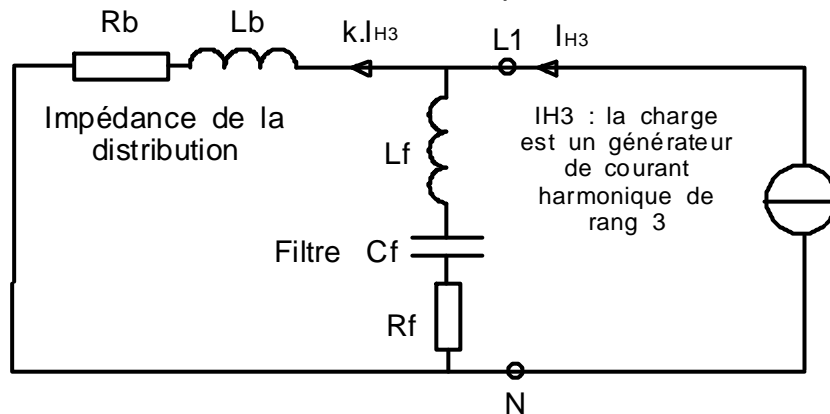 Rb
Lb
k.IH3
L1
IH3
Impédance de la
distribution
Lf
IH3 : la charge
est un générateur
de courant
harmonique de
rang 3
Filtre Cf
Rf
N